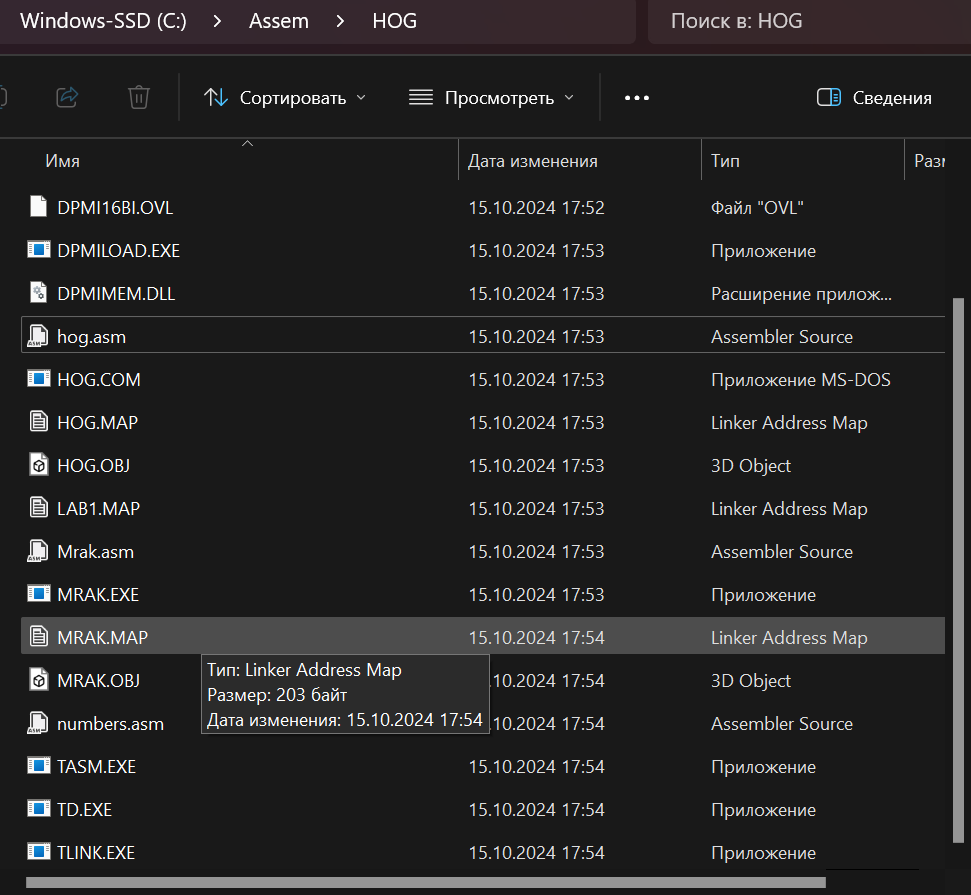 Windows-SSD (C:) > Assem > HOG Поиск в: HOG
Сортировать Просмотреть ••• Сведения
Имя Дата изменения Тип
DPMI16BI.OVL 15.10.2024 17:52 Файл "OVL"
DPMILOAD.EXE 15.10.2024 17:53 Приложение
DPMIMEM.DLL 15.10.2024 17:53 Расширение прилож...
hog.asm 15.10.2024 17:53 Assembler Source
HOG.COM 15.10.2024 17:53 Приложение MS-DOS
HOG.MAP 15.10.2024 17:53 Linker Address Map
HOG.OBJ 15.10.2024 17:53 3D Object
LAB1.MAP 15.10.2024 17:53 Linker Address Map
Mrak.asm 15.10.2024 17:53 Assembler Source
MRAK.EXE 15.10.2024 17:53 Приложение
MRAK.MAP 15.10.2024 17:54 Linker Address Map
Тип: Linker Address Map
Размер: 203 байт
Дата изменения: 15.10.2024 17:54
MRAK.OBJ .10.2024 17:54 3D Object
numbers.asm .10.2024 17:54 Assembler Source
TASM.EXE 15.10.2024 17:54 Приложение
TD.EXE 15.10.2024 17:54 Приложение
TLINK.EXE 15.10.2024 17:54 Приложение